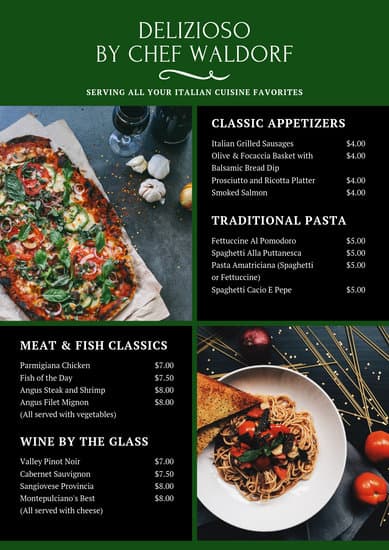 DELIZIOSO
BY CHEF WALDORF
SERVING ALL YOUR ITALIAN CUISINE FAVORITES
CLASSIC APPETIZERS
Italian Grilled Sausages $4.00
Olive & Focaccia Basket with $4.00
Balsamic Bread Dip
Prosciutto and Ricotta Platter $4.00
Smoked Salmon $4.00
TRADITIONAL PASTA
Fettuccine Al Pomodoro $5.00
Spaghetti Alla Puttanesca $5.00
Pasta Amatriciana (Spaghetti $5.00
or Fettucine)
Spaghetti Cacio E Pepe $5.00
MEAT & FISH CLASSICS
Parmigiana Chicken $7.00
Fish of the Day $7.50
Angus Steak and Shrimp $8.00
Angus Filet Mignon $8.00
(All served with vegetables)
WINE BY THE GLASS
Valley Pinot Noir $7.00
Cabernet Sauvignon $7.50
Sangiovese Provincia $8.00
Montepulciano's Best $8.00
(All served with cheese)